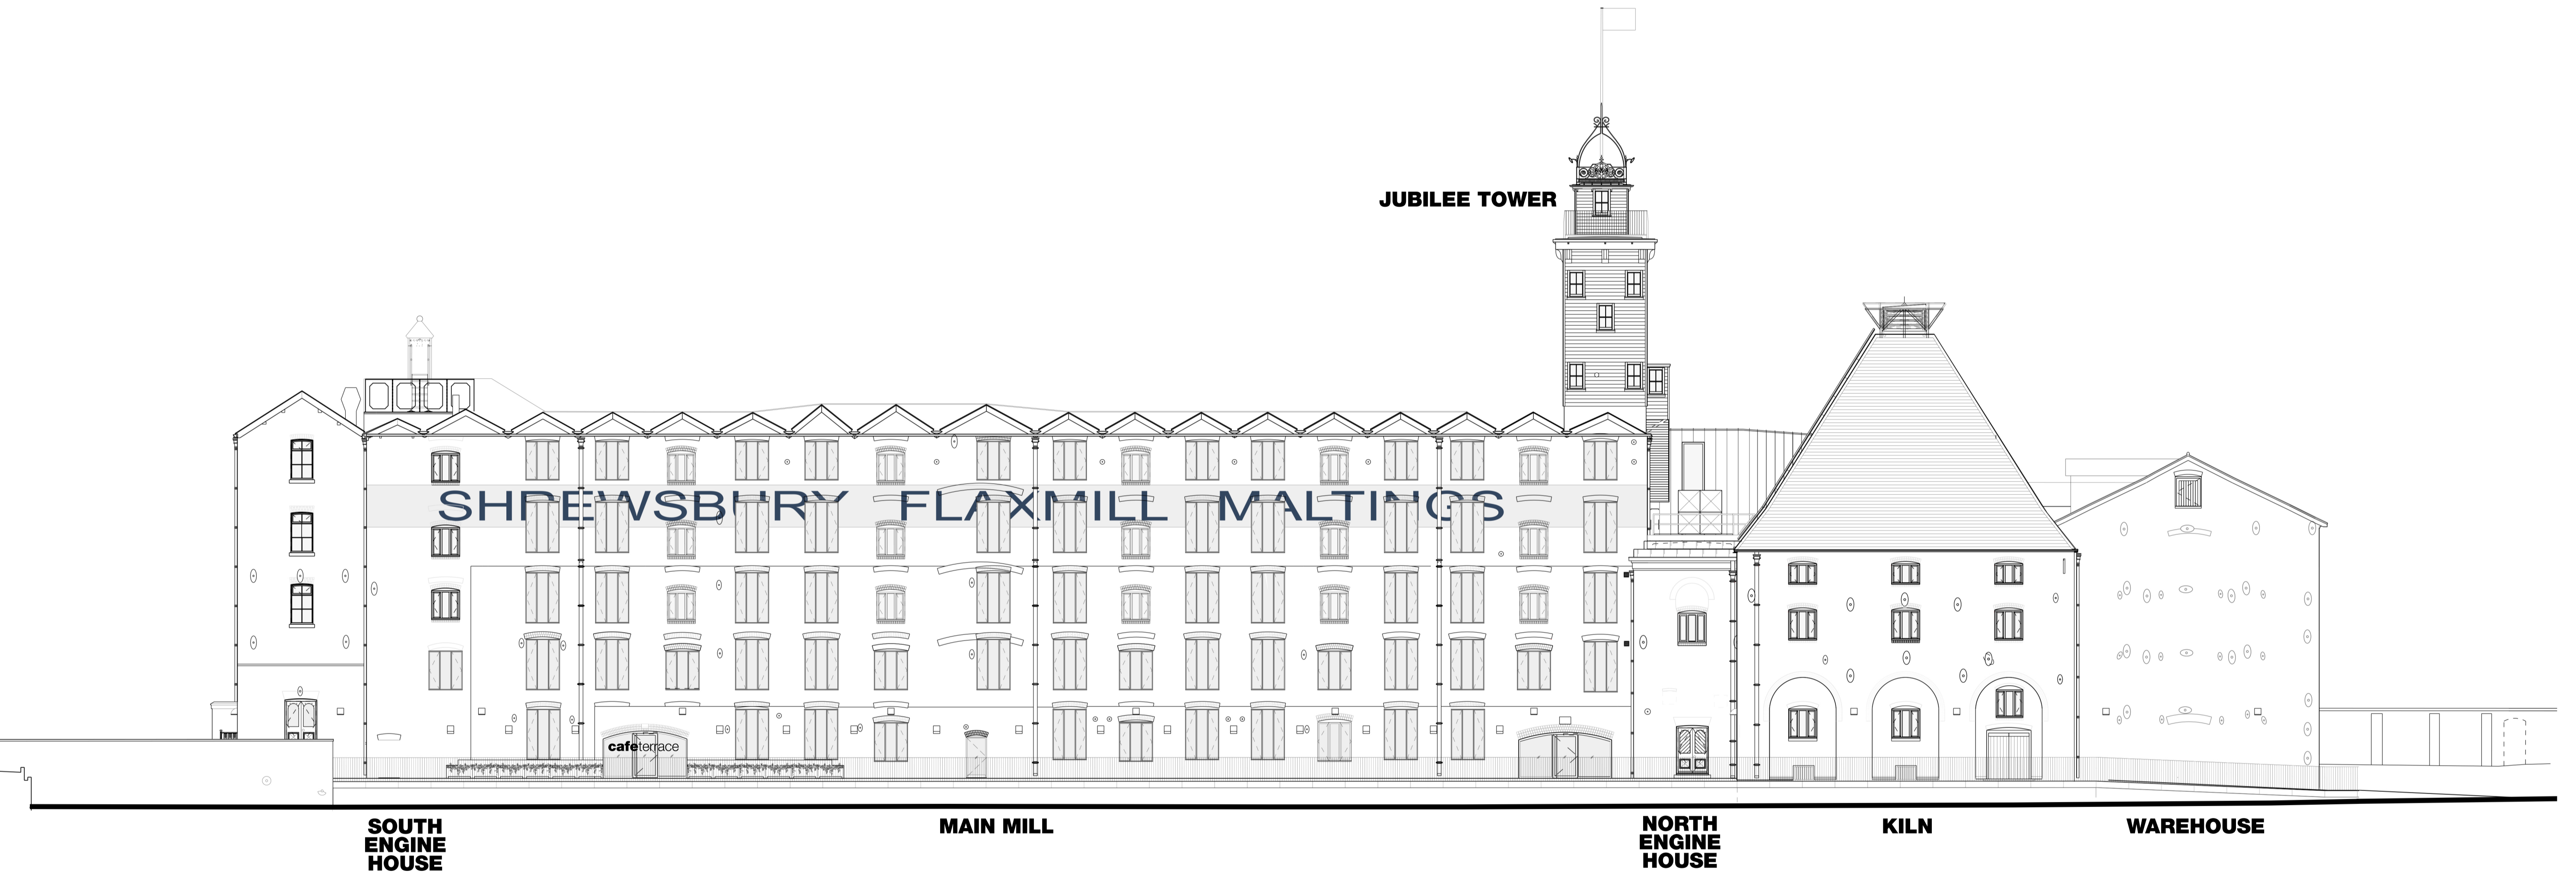 JUBILEE TOWER
SHREWSBURY FLAXMILL MALTINGS
cafeterrace
SOUTH
ENGINE
HOUSE
MAIN MILL
NORTH
ENGINE
HOUSE
KILN
WAREHOUSE